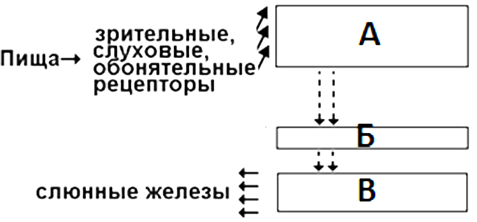 зрительные,
слуховые,
Пища→ обонятельные
рецепторы
А
Б
слюнные железы
В